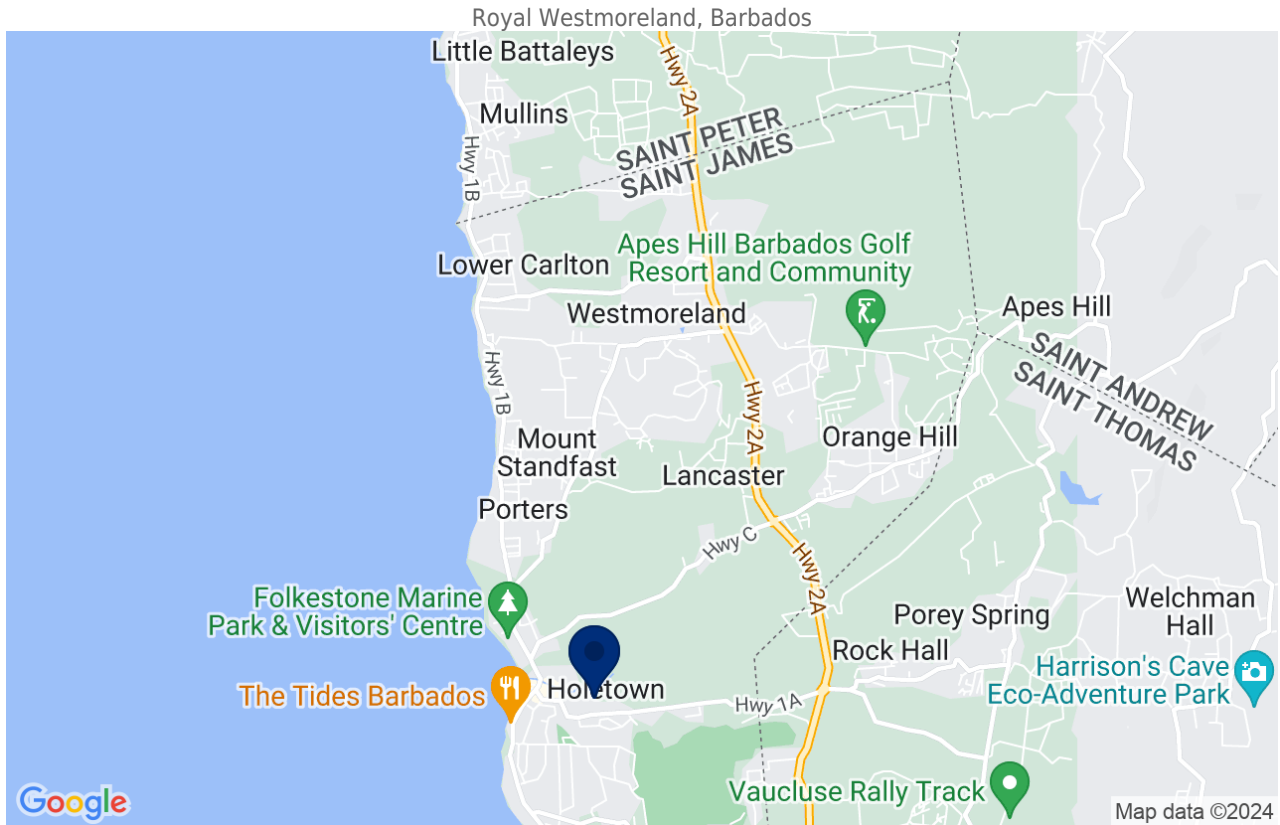 Royal Westmoreland, Barbados
Little Battaleys
Hwy 2A
Mullins
SAINT PETER
SAINT JAMES
Hwy 1B
Apes Hill Barbados Golf
Resort and Community
Lower Carlton
Westmoreland
Apes Hill
SAINT ANDREW
SAINT THOMAS
Hwy 1B
Hwy 2A
Mount
Standfast
Orange Hill
Lancaster
Porters
Hwy C
Hwy 2A
Folkestone Marine
Park & Visitors' Centre
Porey Spring
Welchman
Hall
Rock Hall
Harrison's Cave
Eco-Adventure Park
The Tides Barbados
Holetown
Hwy 1A
Vaucluse Rally Track
Google
Map data ©2024